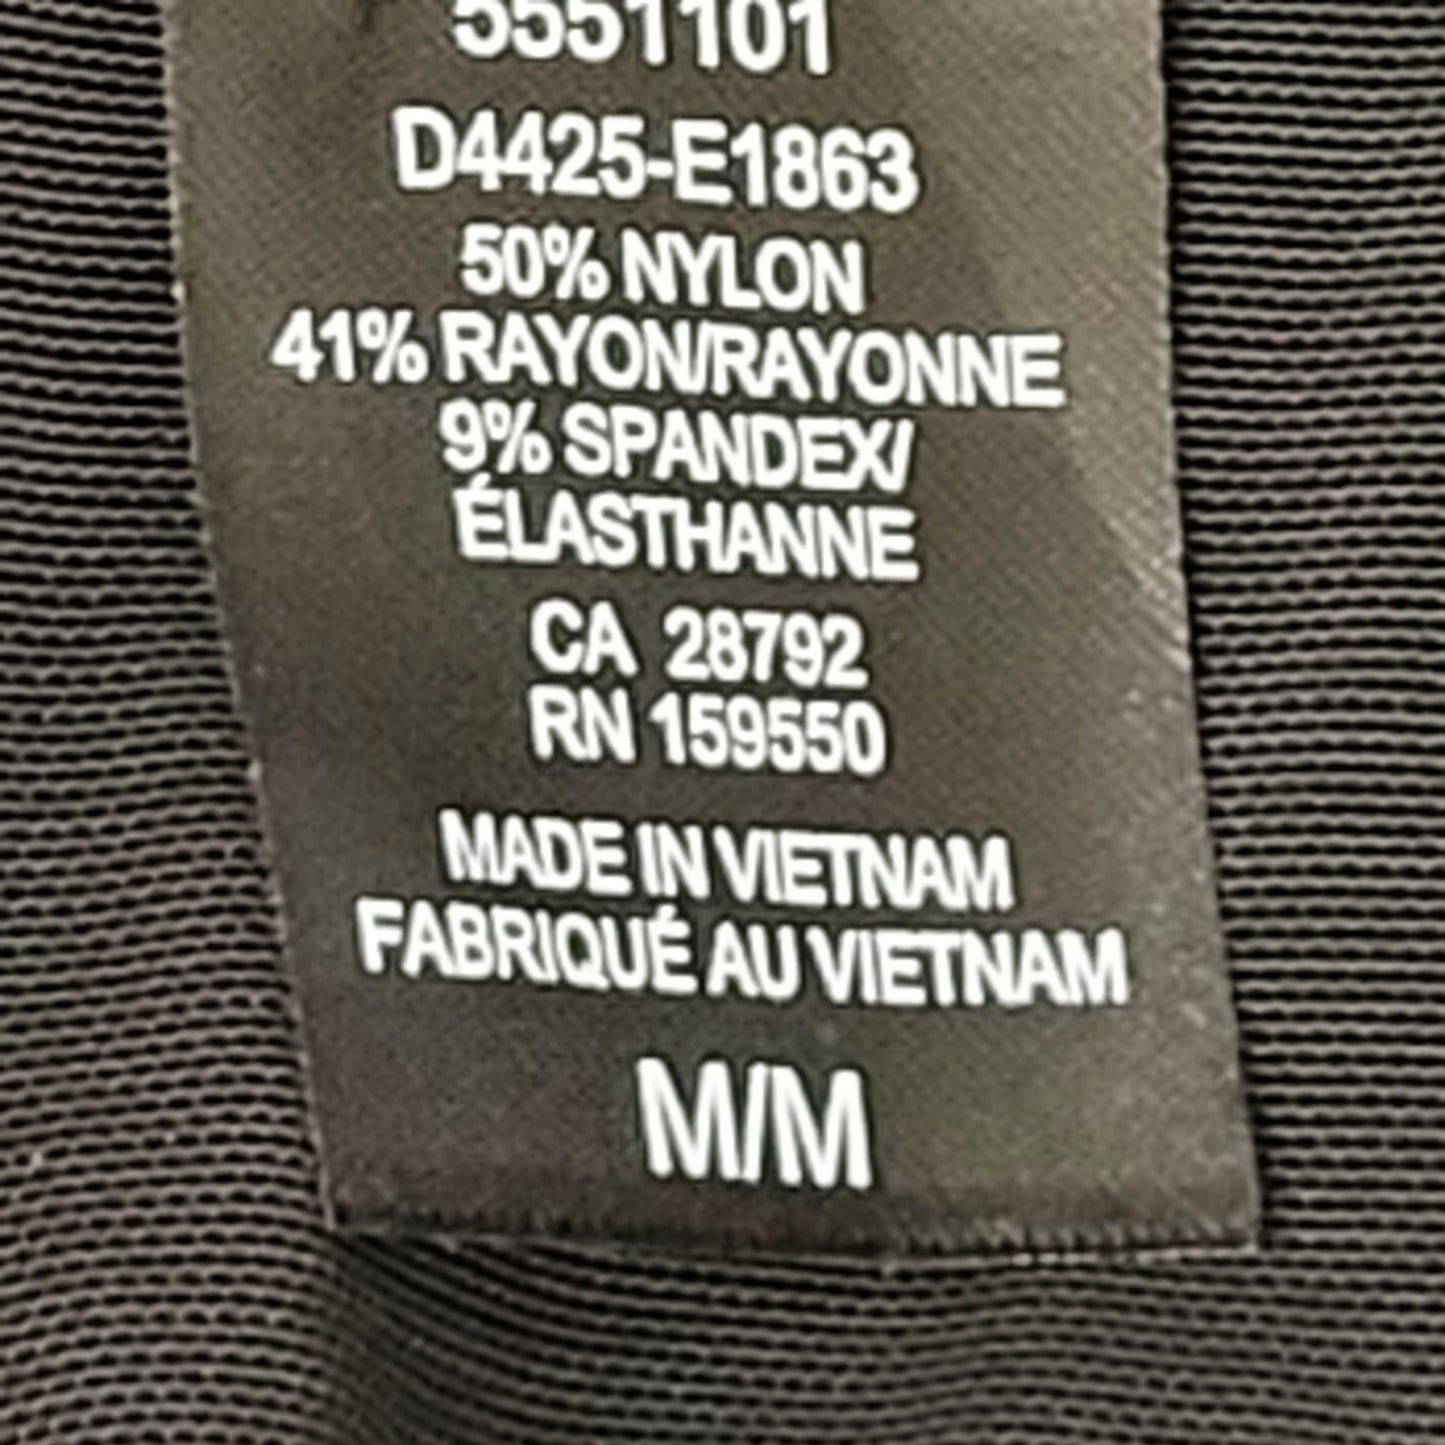 5551101
D4425-E1863
50% NYLON
41% RAYON/RAYONNE
9% SPANDEX/
ÉLASTHANNE
CA 28792
RN 159550
MADE IN VIETNAM
FABRIQUÉ AU VIETNAM
M/M